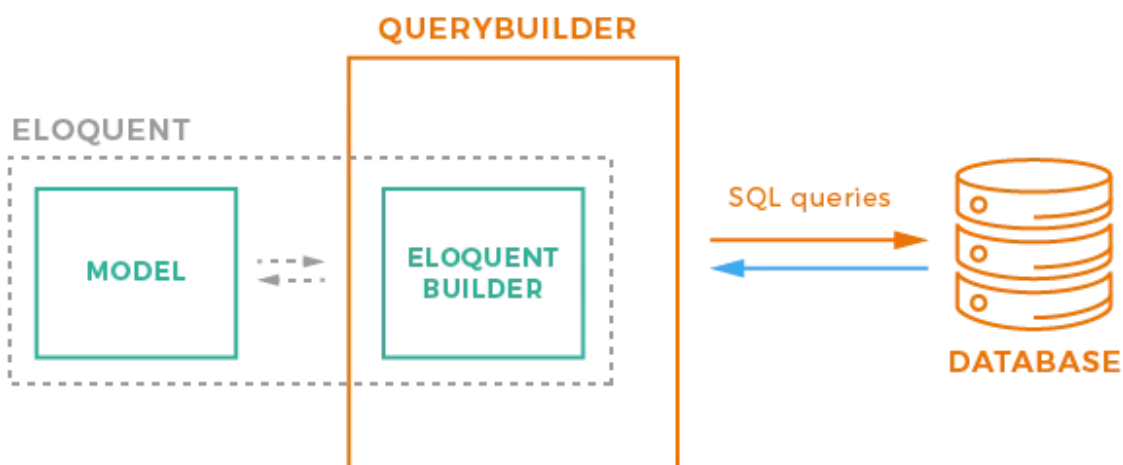 QUERYBUILDER
ELOQUENT
MODEL
ELOQUENT
BUILDER
SQL queries
DATABASE